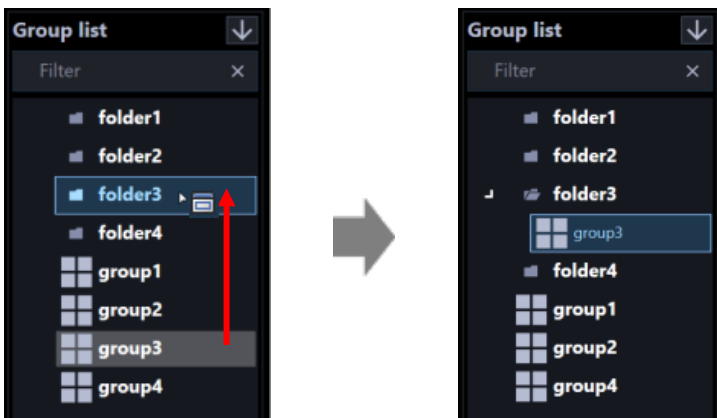 Group list
Filter
folder1
folder2
folder3
folder4
group1
group2
group3
group4
Group list
Filter
folder1
folder2
folder3
group3
folder4
group1
group2
group4